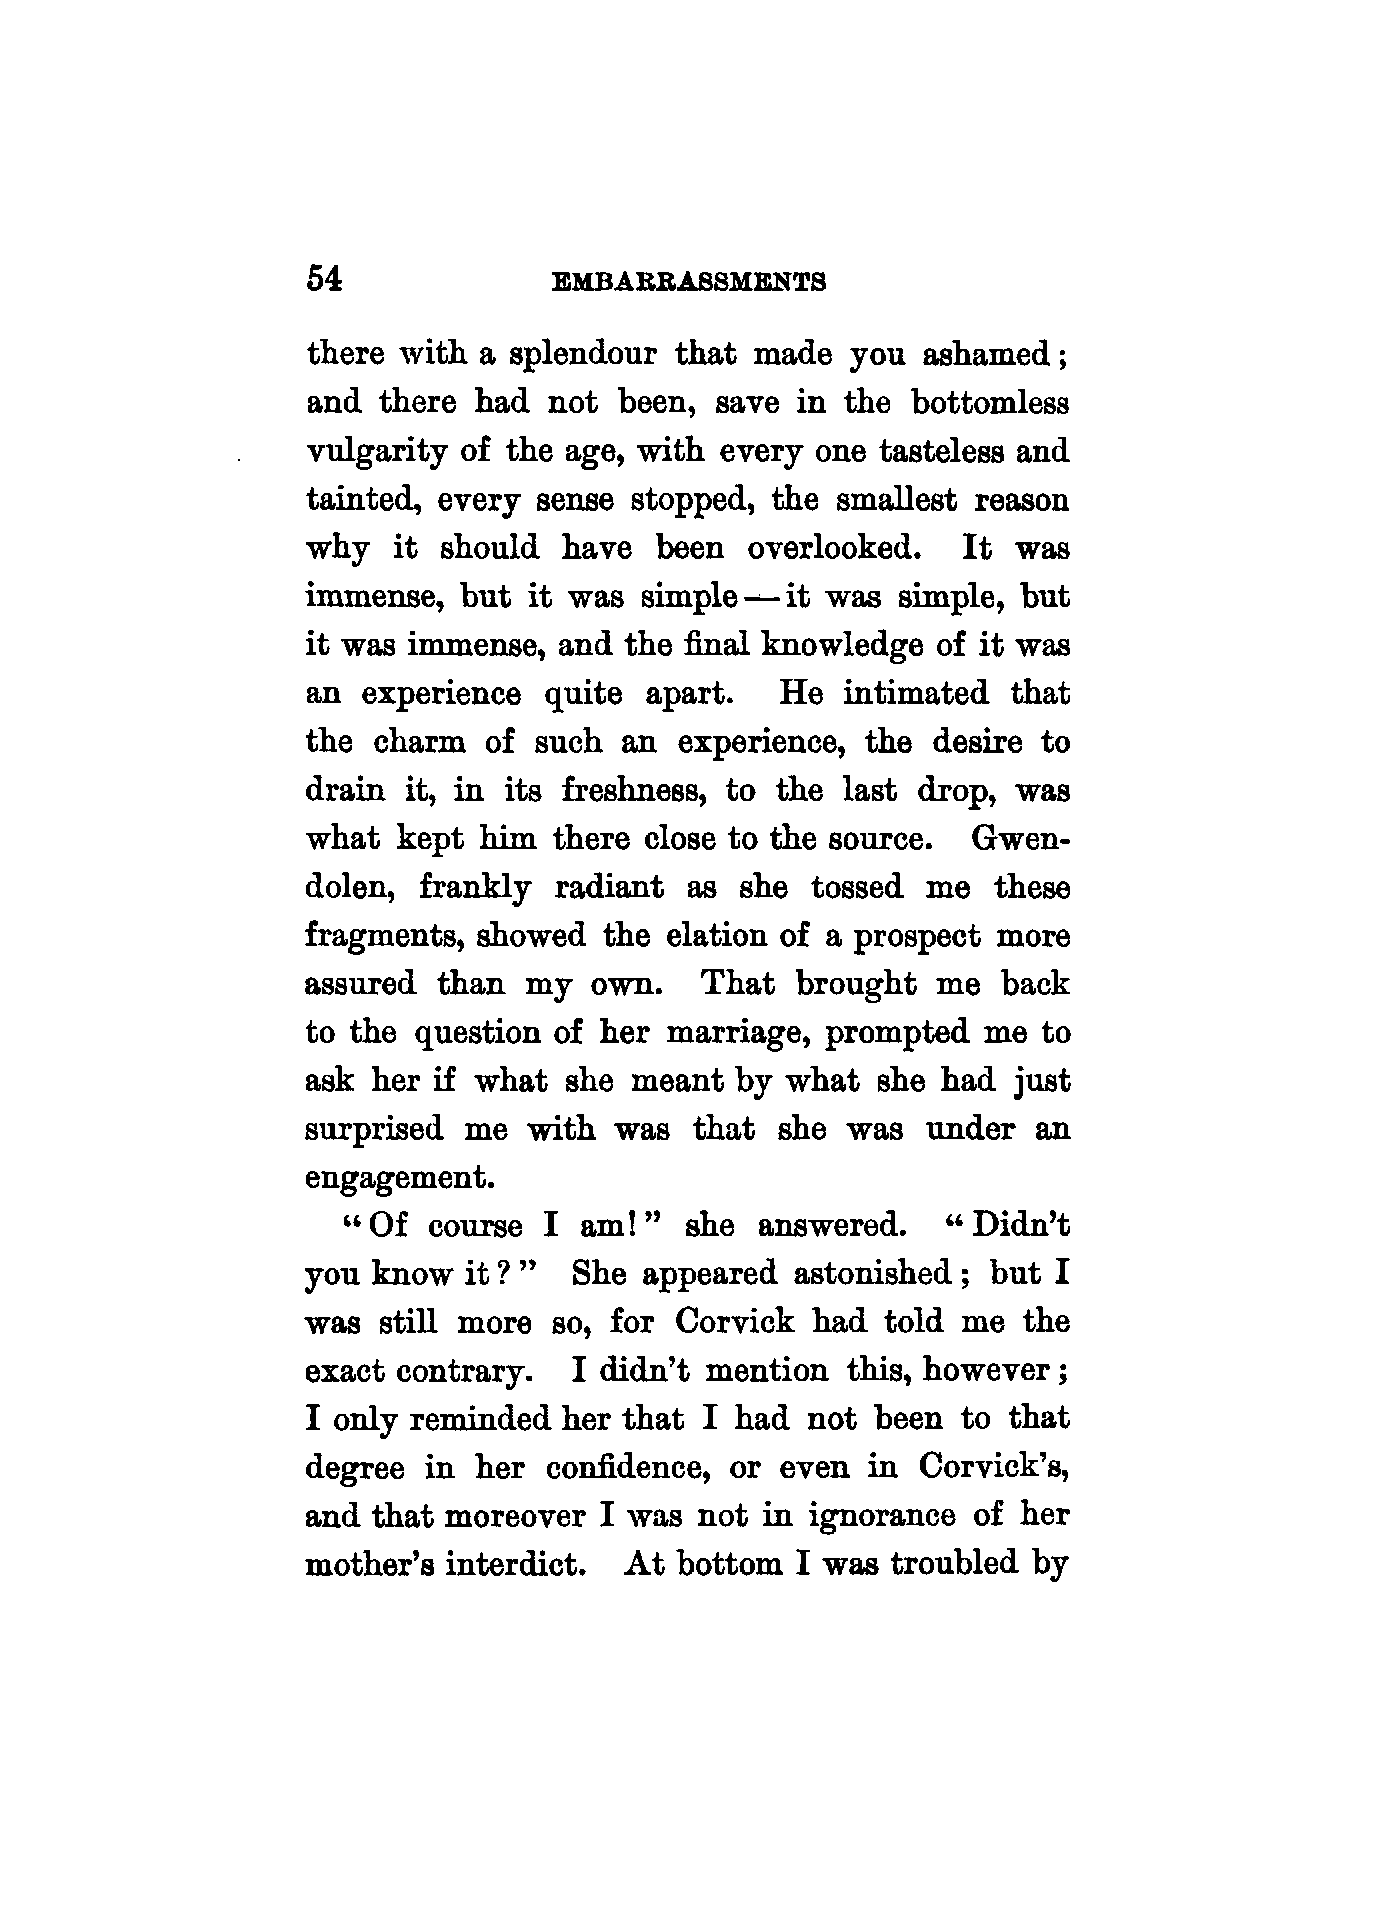 54 EMBARRASSMENTS
there with a splendour that made you ashamed;
and there had not been, save in the bottomless
vulgarity of the age, with every one tasteless and
tainted, every sense stopped, the smallest reason
why it should have been overlooked. It was
immense, but it was simple—it was simple, but
it was immense, and the final knowledge of it was
an experience quite apart. He intimated that
the charm of such an experience, the desire to
drain it, in its freshness, to the last drop, was
what kept him there close to the source. Gwen-
dolen, frankly radiant as she tossed me these
fragments, showed the elation of a prospect more
assured than my own. That brought me back
to the question of her marriage, prompted me to
ask her if what she meant by what she had just
surprised me with was that she was under an
engagement.
"Of course I am!" she answered. "Didn't
you know it?" She appeared astonished; but I
was still more so, for Corvick had told me the
exact contrary. I didn't mention this, however;
I only reminded her that I had not been to that
degree in her confidence, or even in Corvick's,
and that moreover I was not in ignorance of her
mother's interdict. At bottom I was troubled by